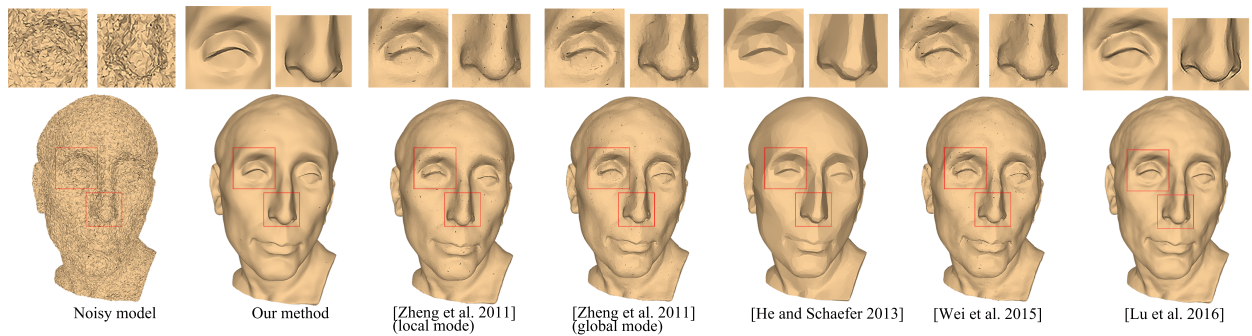 Noisy model
Our method
[Zheng et al. 2011]
(local mode)
[Zheng et al. 2011]
(global mode)
[He and Schaefer 2013]
[Wei et al. 2015]
[Lu et al. 2016]